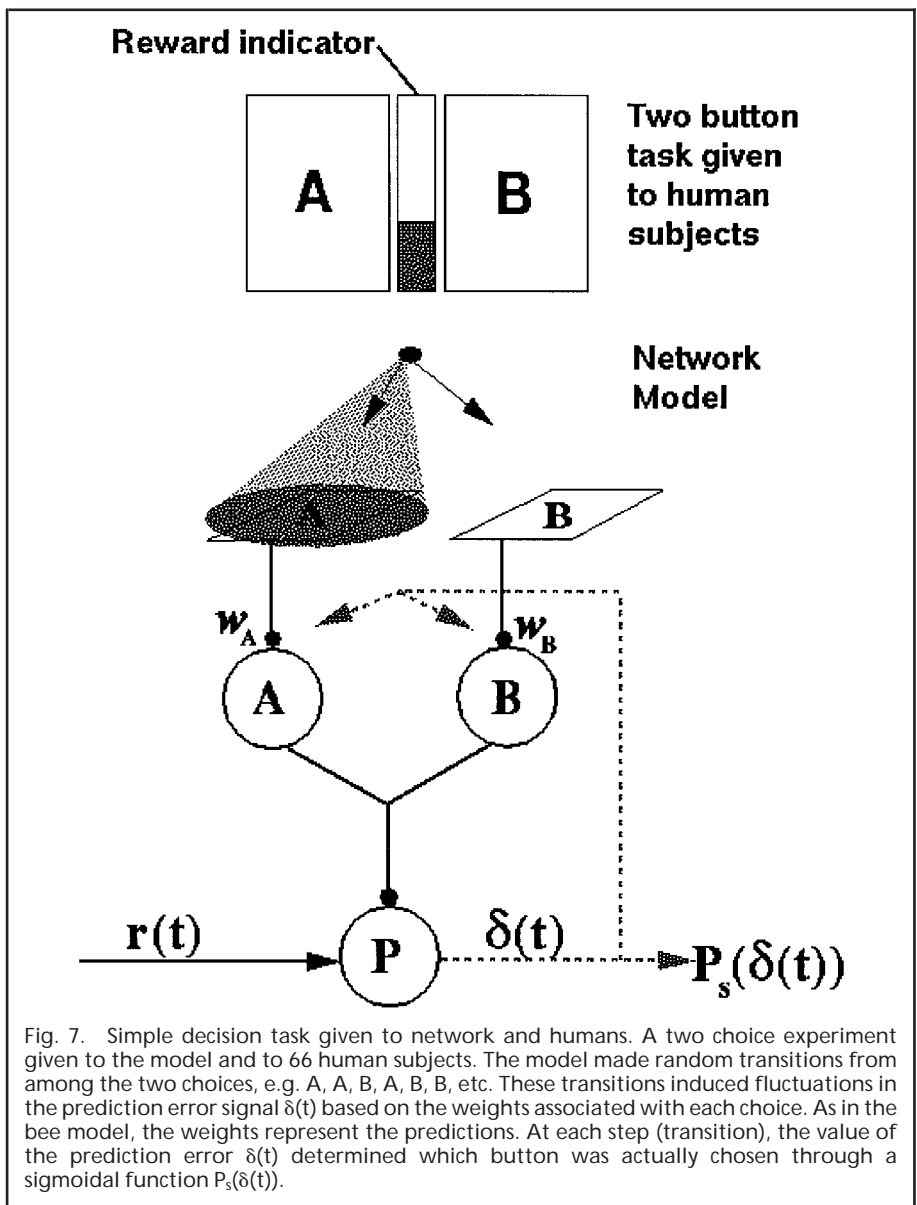 Reward indicator
A
B
Two button
task given
to human
subjects
Network
Model
A
B
w_A
w_B
A
B
r(t)
P
δ(t)
P_s(δ(t))
Fig. 7. Simple decision task given to network and humans. A two choice experiment
given to the model and to 66 human subjects. The model made random transitions from
among the two choices, e.g. A, A, B, A, B, B, etc. These transitions induced fluctuations in
the prediction error signal δ(t) based on the weights associated with each choice. As in the
bee model, the weights represent the predictions. At each step (transition), the value of
the prediction error δ(t) determined which button was actually chosen through a
sigmoidal function P_s(δ(t)).